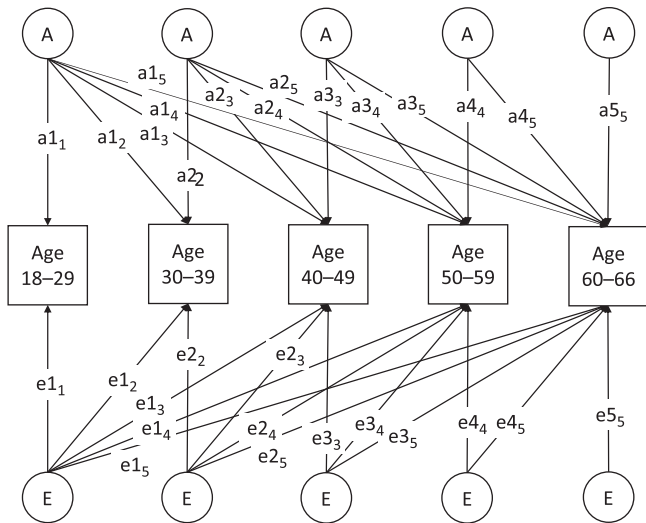 A A A A A
a1₅ a2₅
a1₄ a2₃ a2₄ a3₃ a3₄ a3₅ a4₄ a4₅ a5₅
a1₁ a1₂ a1₃
a2₂
Age Age Age Age Age
18–29 30–39 40–49 50–59 60–66
e2₂ e2₃
e1₁ e1₂
e1₃ e1₄ e2₄ e3₃ e3₄ e3₅ e4₄ e4₅ e5₅
e1₅ e2₅
E E E E E